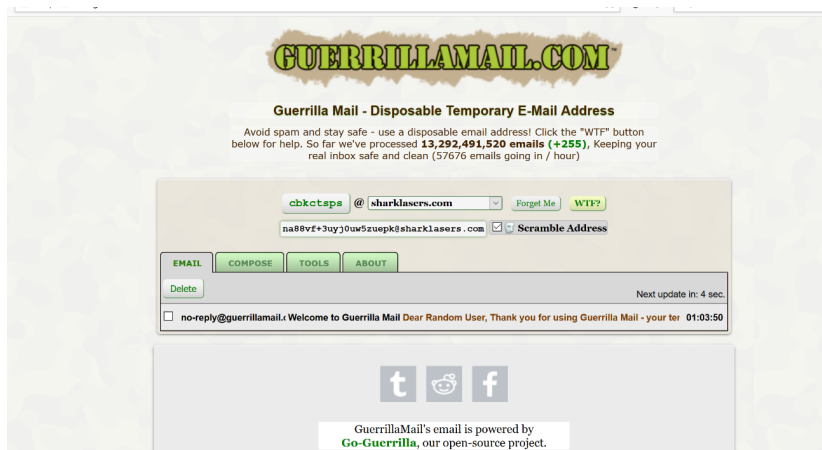 GUERRILLAMAIL.COM™
Guerrilla Mail - Disposable Temporary E-Mail Address
Avoid spam and stay safe - use a disposable email address! Click the "WTF" button
below for help. So far we've processed 13,292,491,520 emails (+255), Keeping your
real inbox safe and clean (57676 emails going in / hour)
cbkctsps @ sharklasers.com Forget Me WTF?
na88vf+3uyj0uw5zuepk@sharklasers.com Scramble Address
EMAIL COMPOSE TOOLS ABOUT
Delete
Next update in: 4 sec.
no-reply@guerrillamail.c Welcome to Guerrilla Mail Dear Random User, Thank you for using Guerrilla Mail - your ter 01:03:50
t f
GuerrillaMail's email is powered by
Go-Guerrilla, our open-source project.